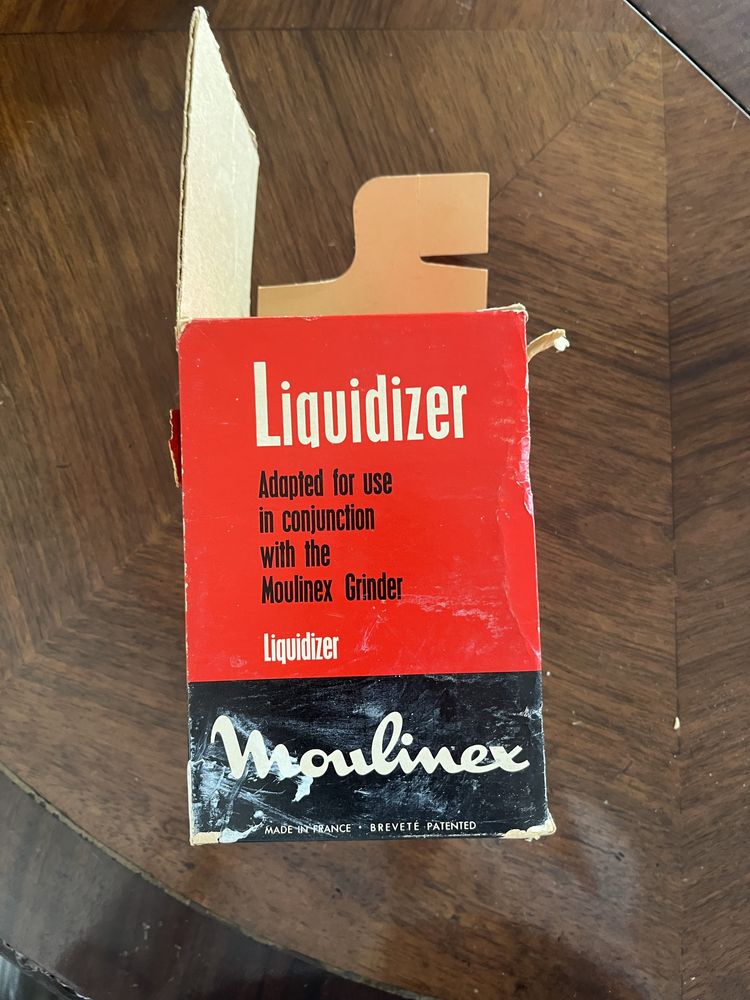 Liquidizer
Adapted for use
in conjunction
with the
Moulinex Grinder
Liquidizer
Moulinex
MADE IN FRANCE • BREVETÉ PATENTED